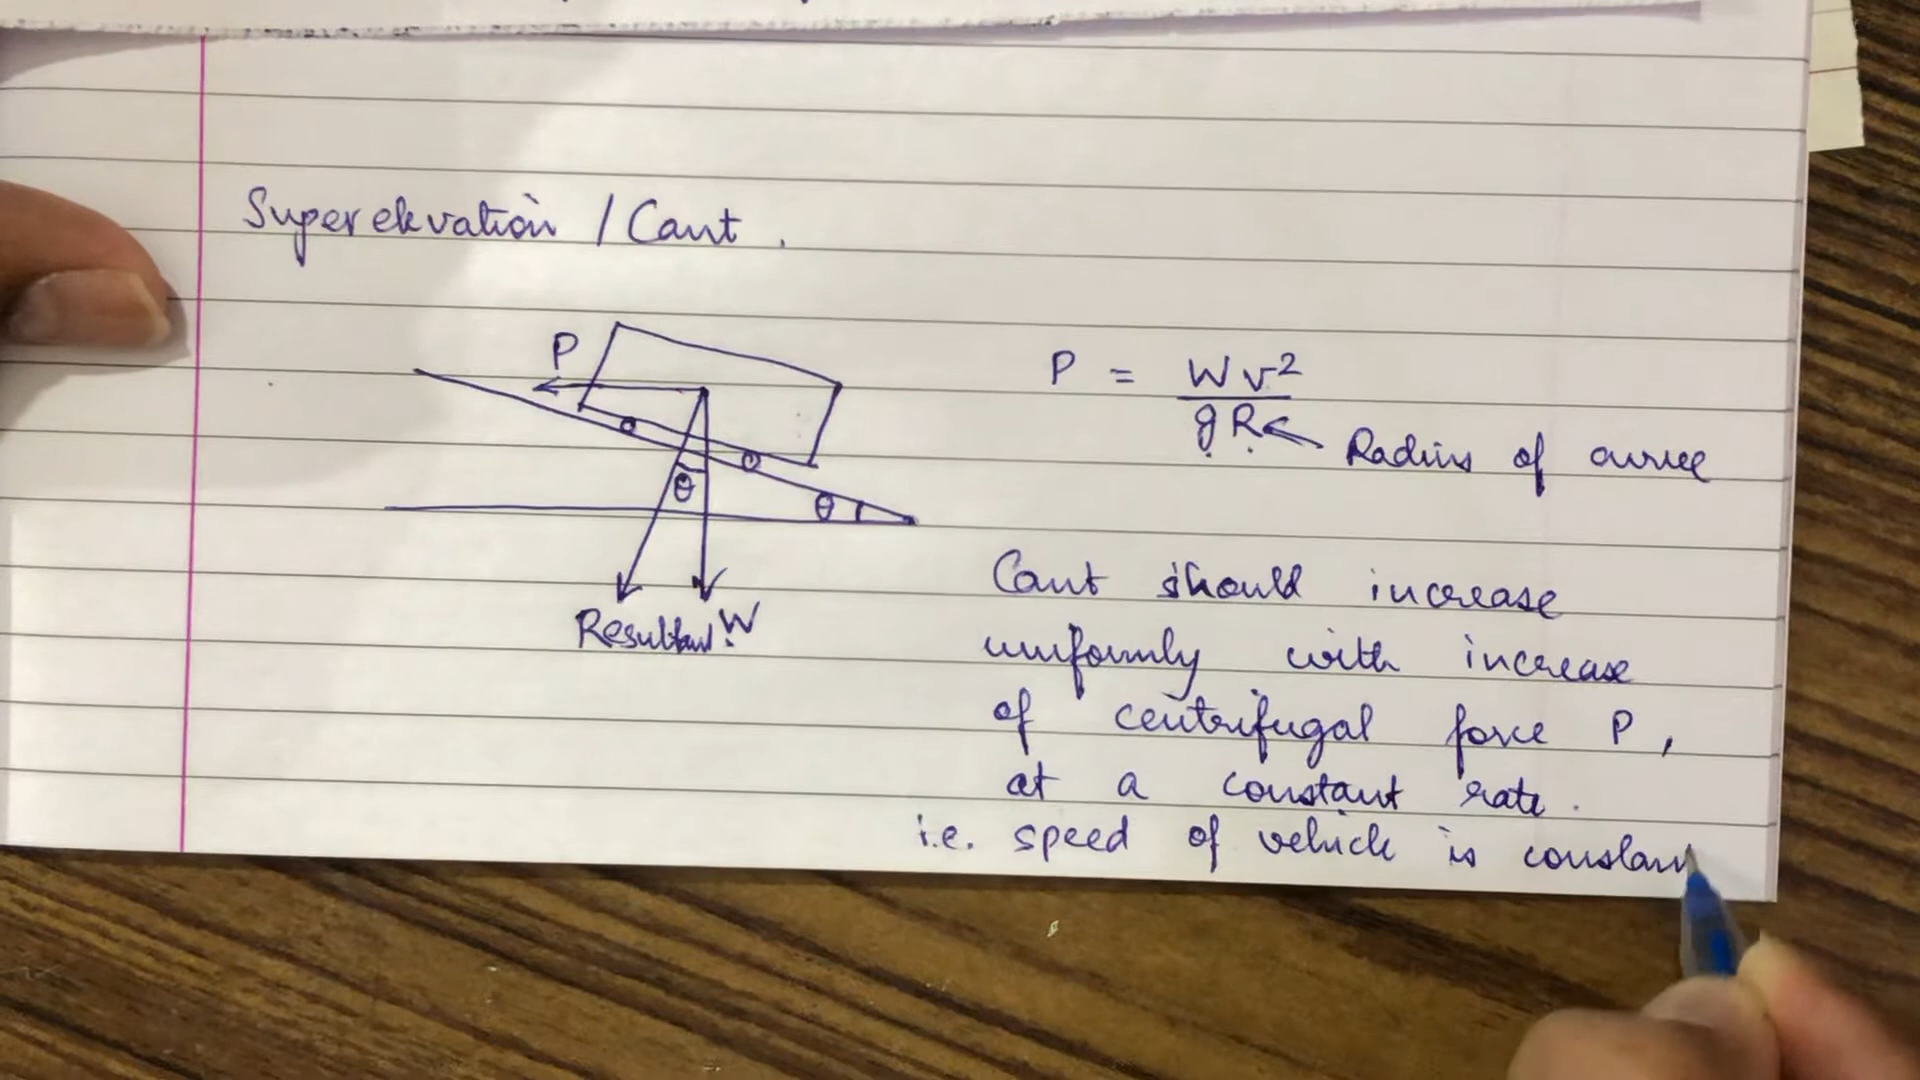 Superelevation / Cant .
P
P = Wv²
gR ← Radius of curve
θ
θ
Resultant W
Cant should increase
uniformly with increase
of centrifugal force P ,
at a constant rate .
i.e. speed of vehicle is constan